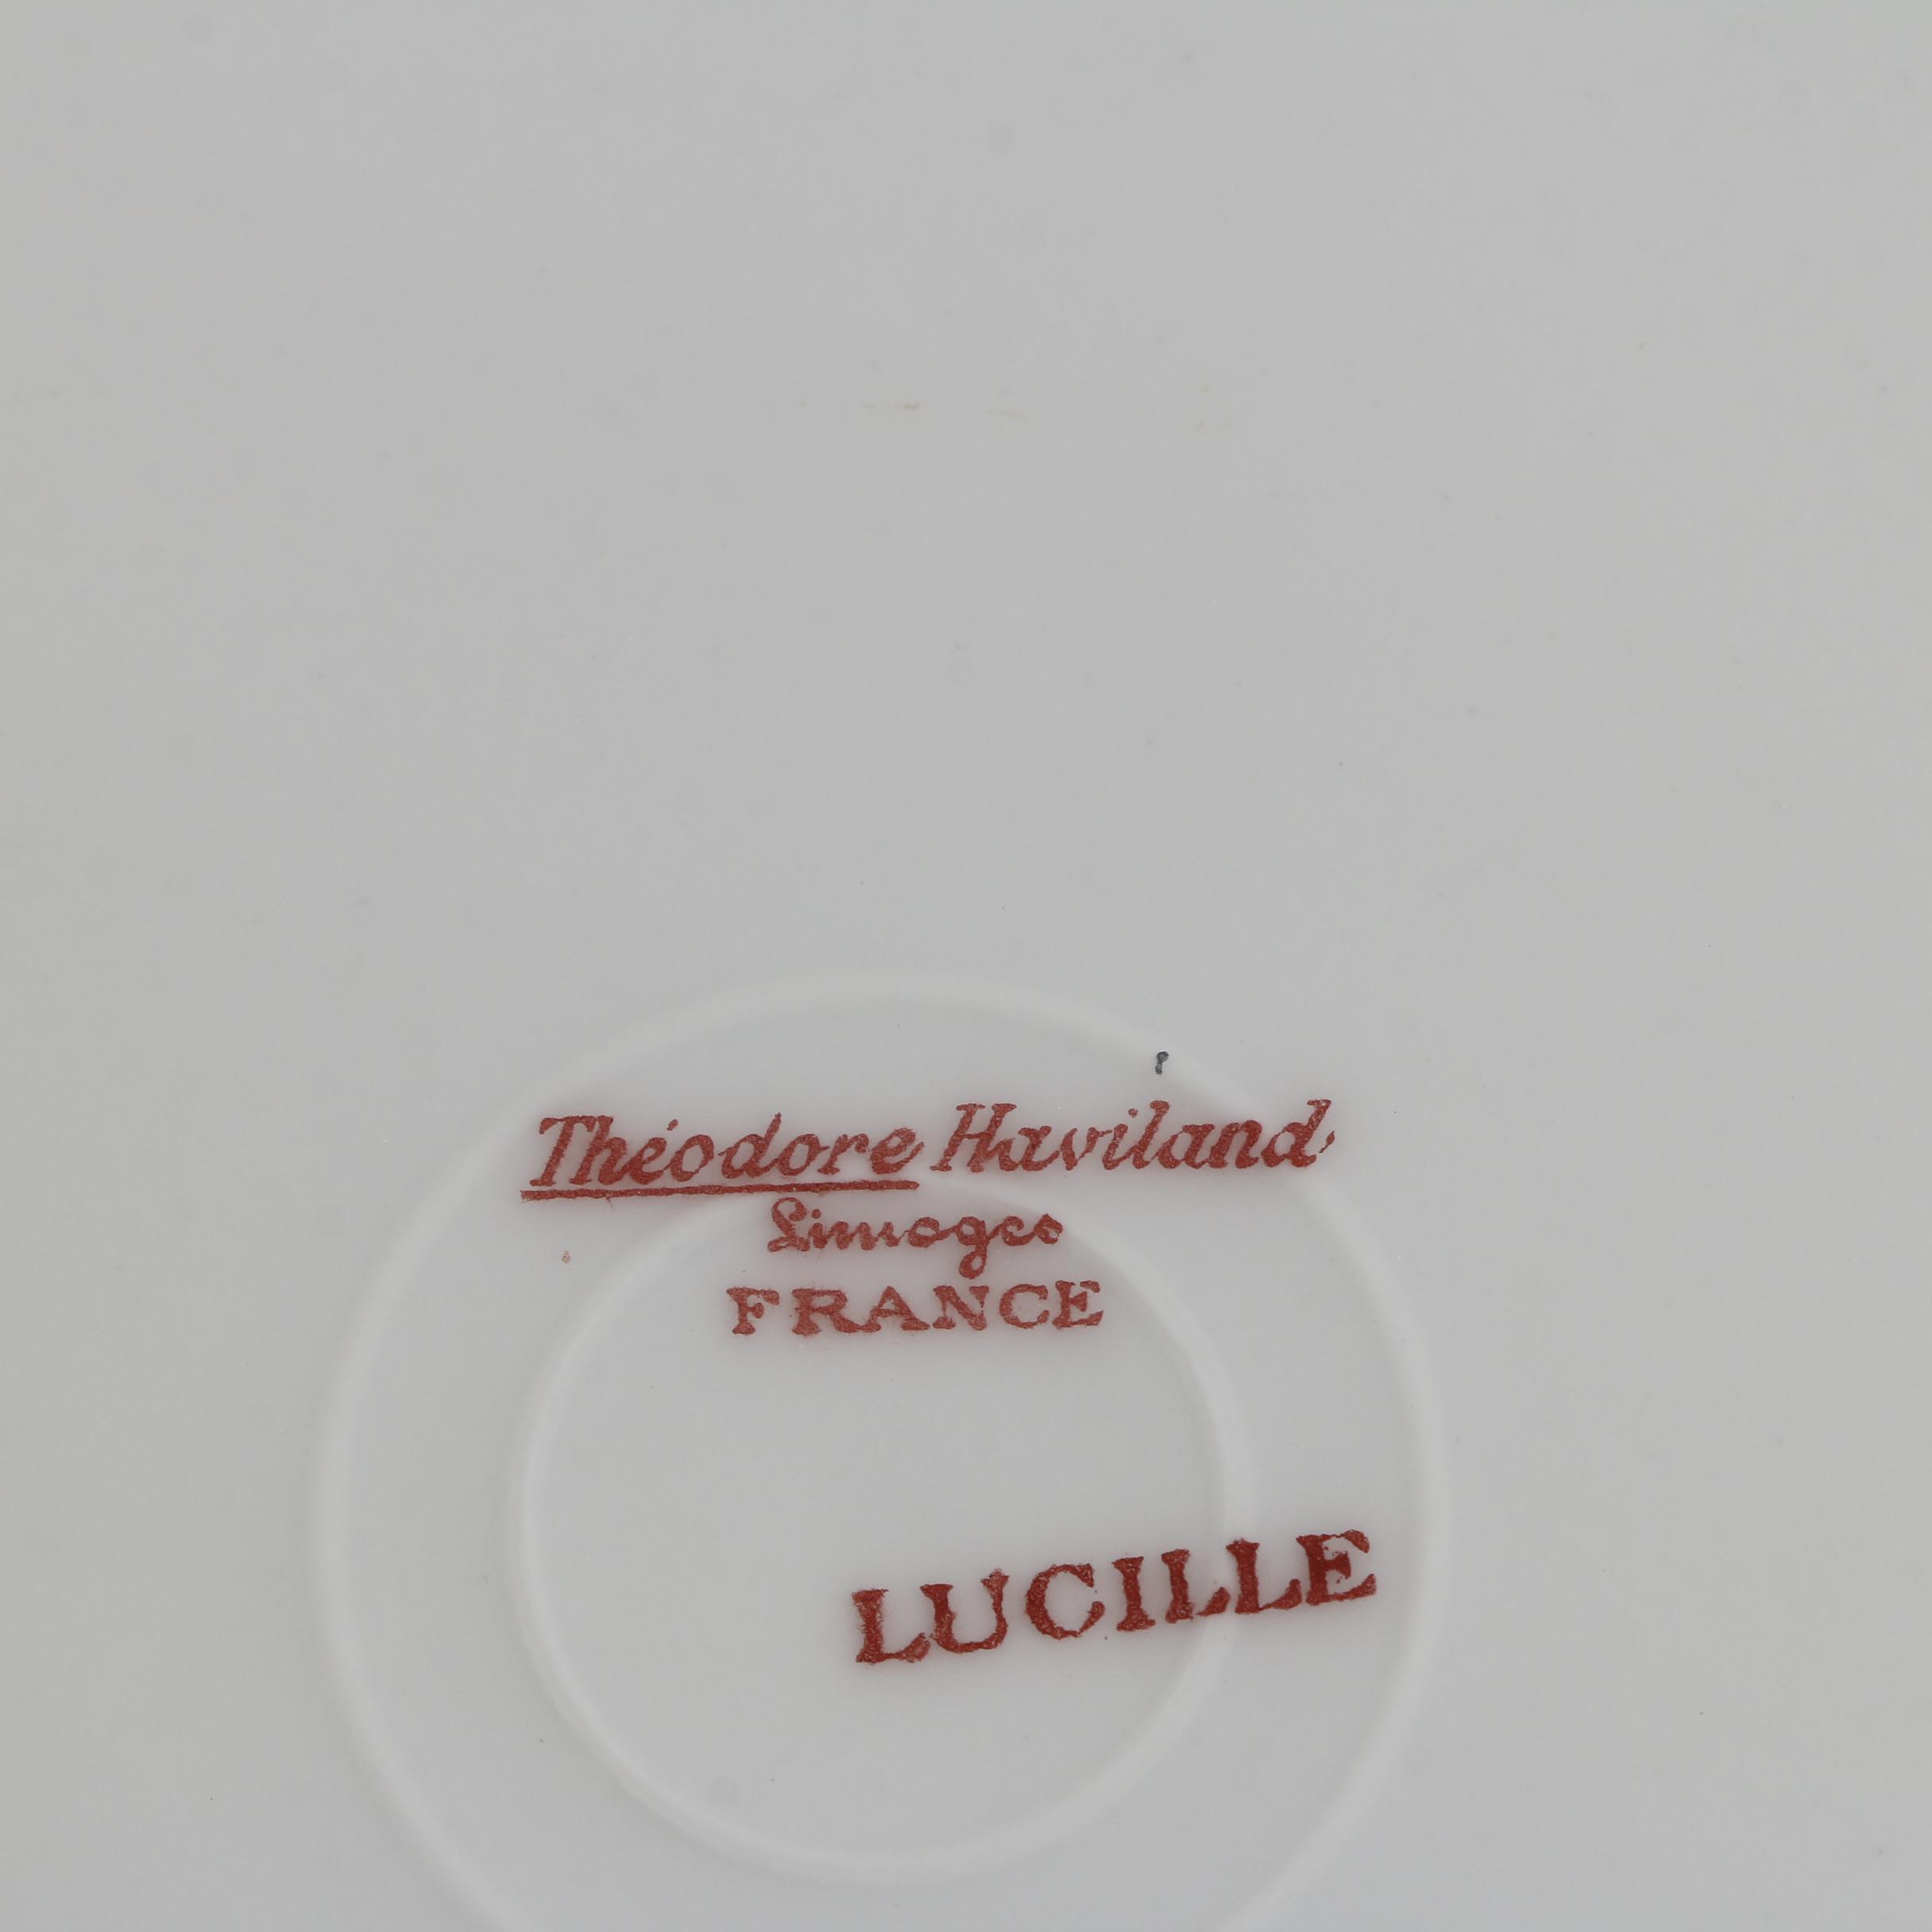 Théodore Haviland
Limoges
FRANCE
LUCILLE